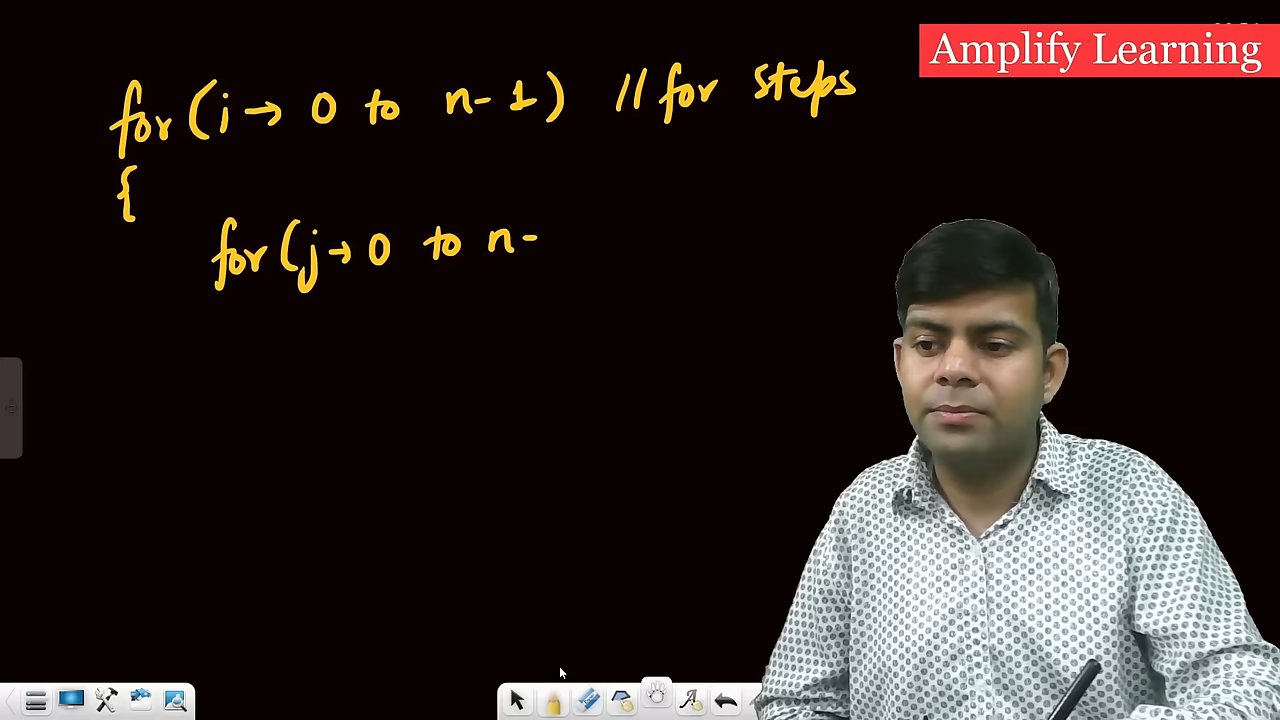 Amplify Learning
for (i → 0 to n-1) // for steps
{
for (j → 0 to n-